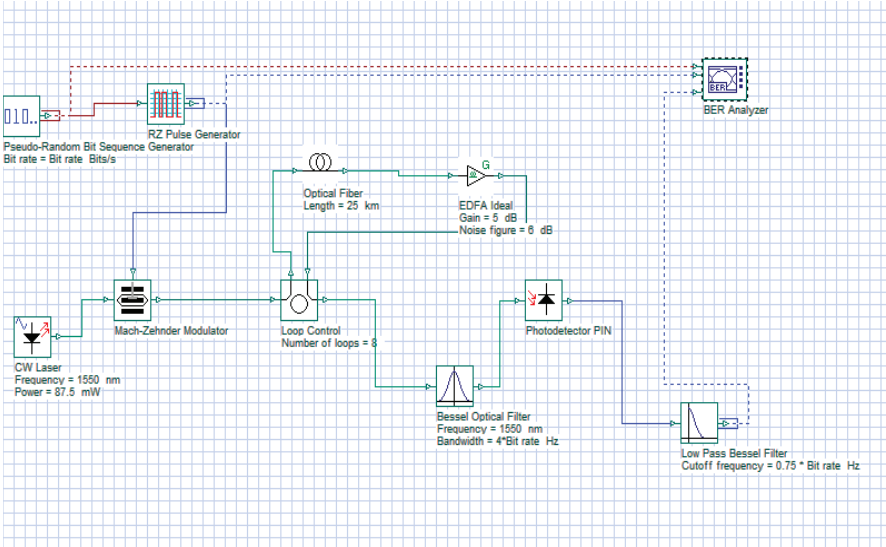 BER
BER Analyzer
RZ Pulse Generator
Pseudo-Random Bit Sequence Generator
Bit rate = Bit rate Bits/s
G
Optical Fiber
Length = 25 km
EDFA Ideal
Gain = 5 dB
Noise figure = 6 dB
Mach-Zehnder Modulator
Loop Control
Number of loops = 8
Photodetector PIN
CW Laser
Frequency = 1550 nm
Power = 87.5 mW
Bessel Optical Filter
Frequency = 1550 nm
Bandwidth = 4*Bit rate Hz
Low Pass Bessel Filter
Cutoff frequency = 0.75 * Bit rate Hz